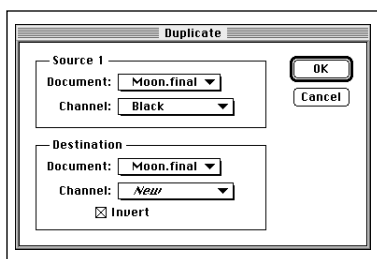 Duplicate
Source 1
Document: Moon.final
Channel: Black
OK
Cancel
Destination
Document: Moon.final
Channel: New
Invert